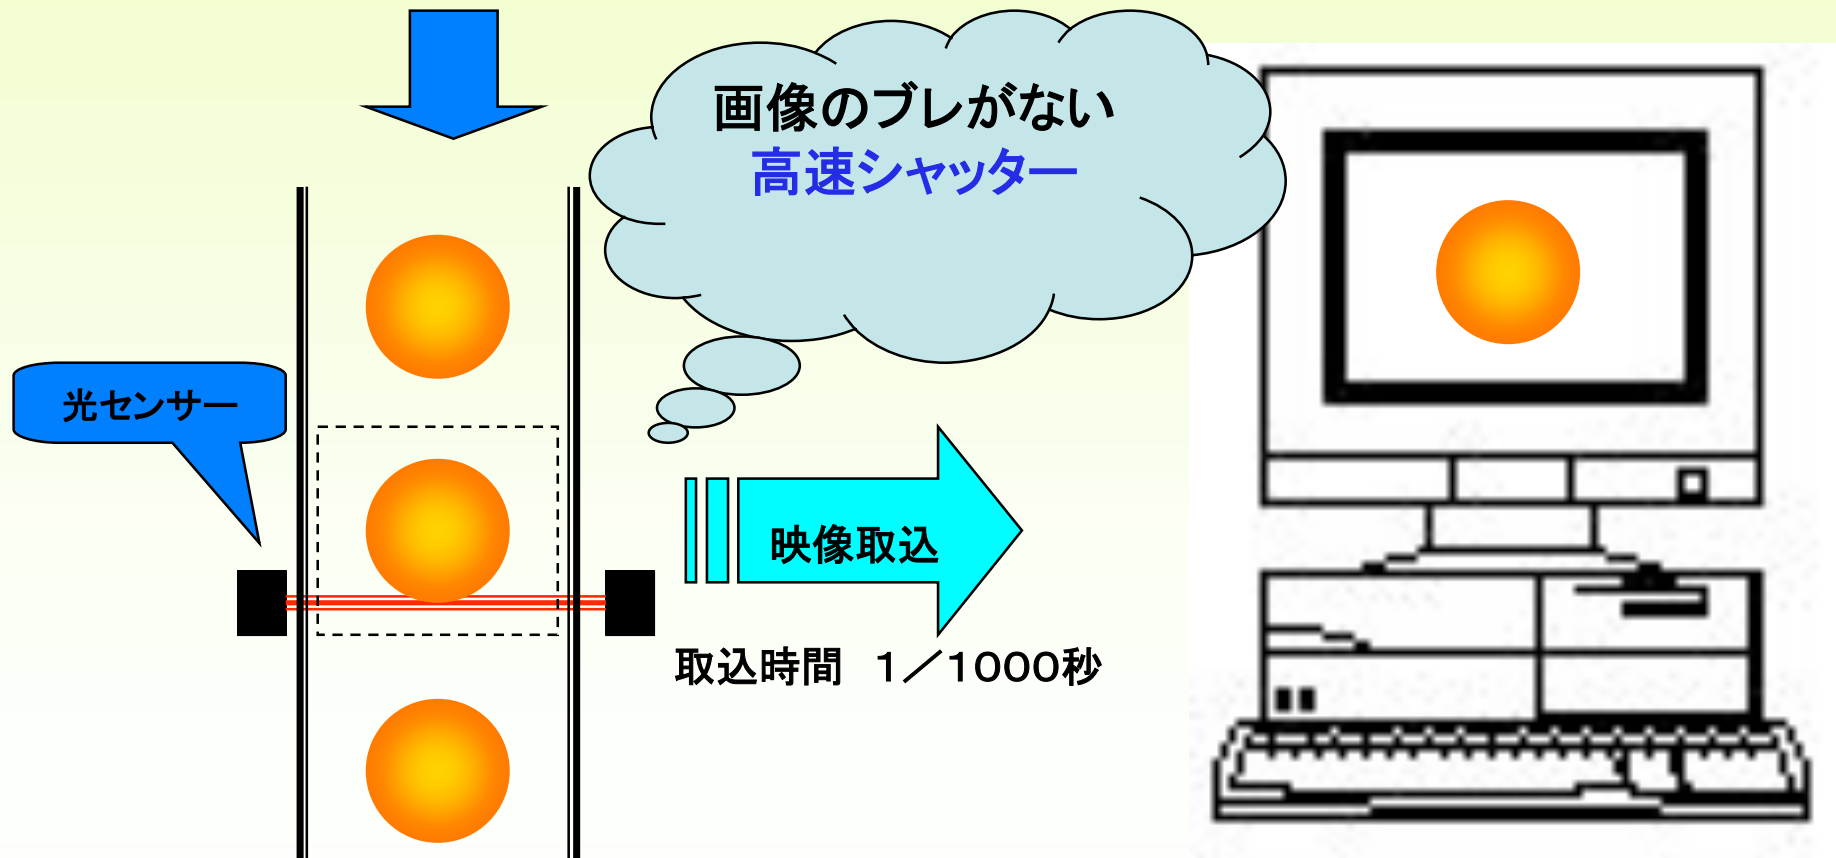 画像のブレがない
高速シャッター
光センサー
映像取込
取込時間　１／１０００秒